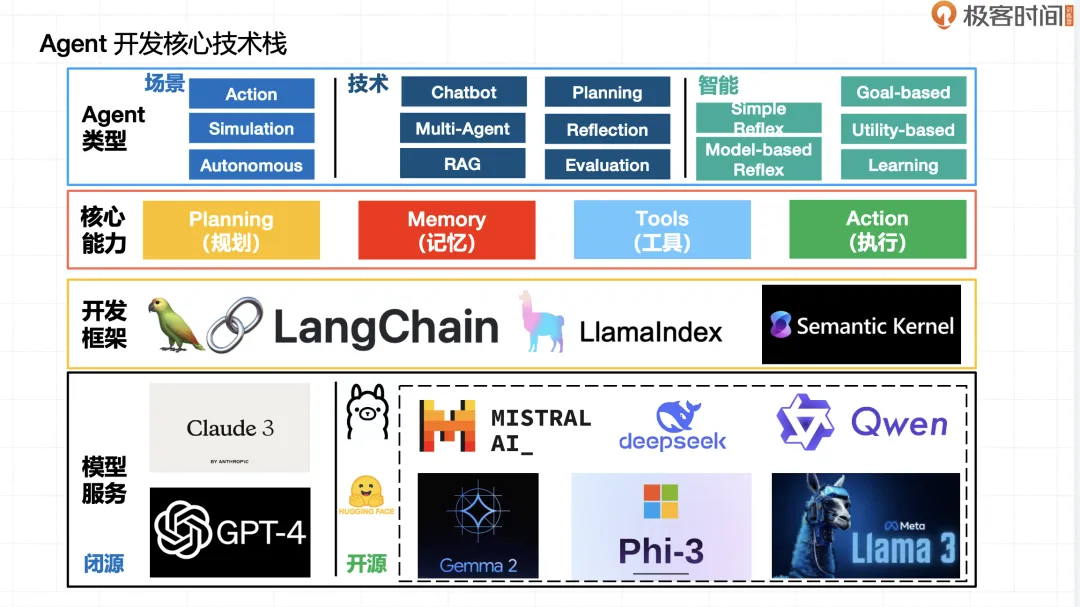 极客时间
训练营
Agent 开发核心技术栈
Agent
类型
场景
Action
Simulation
Autonomous
技术
Chatbot
Multi-Agent
RAG
Planning
Reflection
Evaluation
智能
Simple
Reflex
Model-based
Reflex
Goal-based
Utility-based
Learning
核心
能力
Planning
(规划)
Memory
(记忆)
Tools
(工具)
Action
(执行)
开发
框架
LangChain
LlamaIndex
Semantic Kernel
模型
服务
闭源
Claude 3
BY ANTHROP\C
GPT-4
HUGGING FACE
开源
MISTRAL
AI_
deepseek
Qwen
Gemma 2
Phi-3
Meta
Llama 3